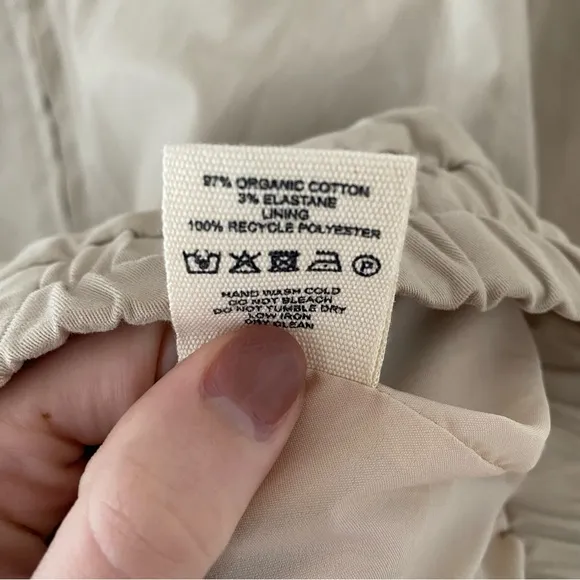 97% ORGANIC COTTON
3% ELASTANE
LINING
100% RECYCLE POLYESTER
P
HAND WASH COLD
DO NOT BLEACH
DO NOT TUMBLE DRY
LOW IRON
DRY CLEAN